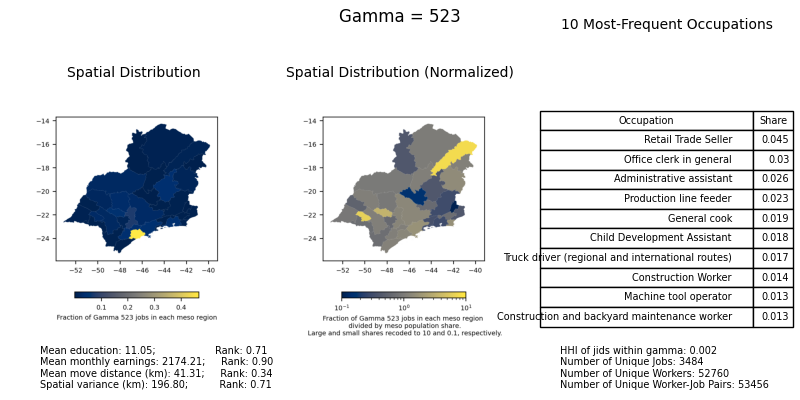 Gamma = 523
10 Most-Frequent Occupations
Spatial Distribution
Spatial Distribution (Normalized)
−14
−16
−18
−20
−22
−24
−52 −50 −48 −46 −44 −42 −40
0.1 0.2 0.3 0.4
Fraction of Gamma 523 jobs in each meso region
−14
−16
−18
−20
−22
−24
−52 −50 −48 −46 −44 −42 −40
10⁻¹ 10⁰ 10¹
Fraction of Gamma 523 jobs in each meso region
divided by meso population share.
Large and small shares recoded to 10 and 0.1, respectively.
Occupation Share
Retail Trade Seller 0.045
Office clerk in general 0.03
Administrative assistant 0.026
Production line feeder 0.023
General cook 0.019
Child Development Assistant 0.018
Truck driver (regional and international routes) 0.017
Construction Worker 0.014
Machine tool operator 0.013
Construction and backyard maintenance worker 0.013
Mean education: 11.05; Rank: 0.71
Mean monthly earnings: 2174.21; Rank: 0.90
Mean move distance (km): 41.31; Rank: 0.34
Spatial variance (km): 196.80; Rank: 0.71
HHI of jids within gamma: 0.002
Number of Unique Jobs: 3484
Number of Unique Workers: 52760
Number of Unique Worker-Job Pairs: 53456